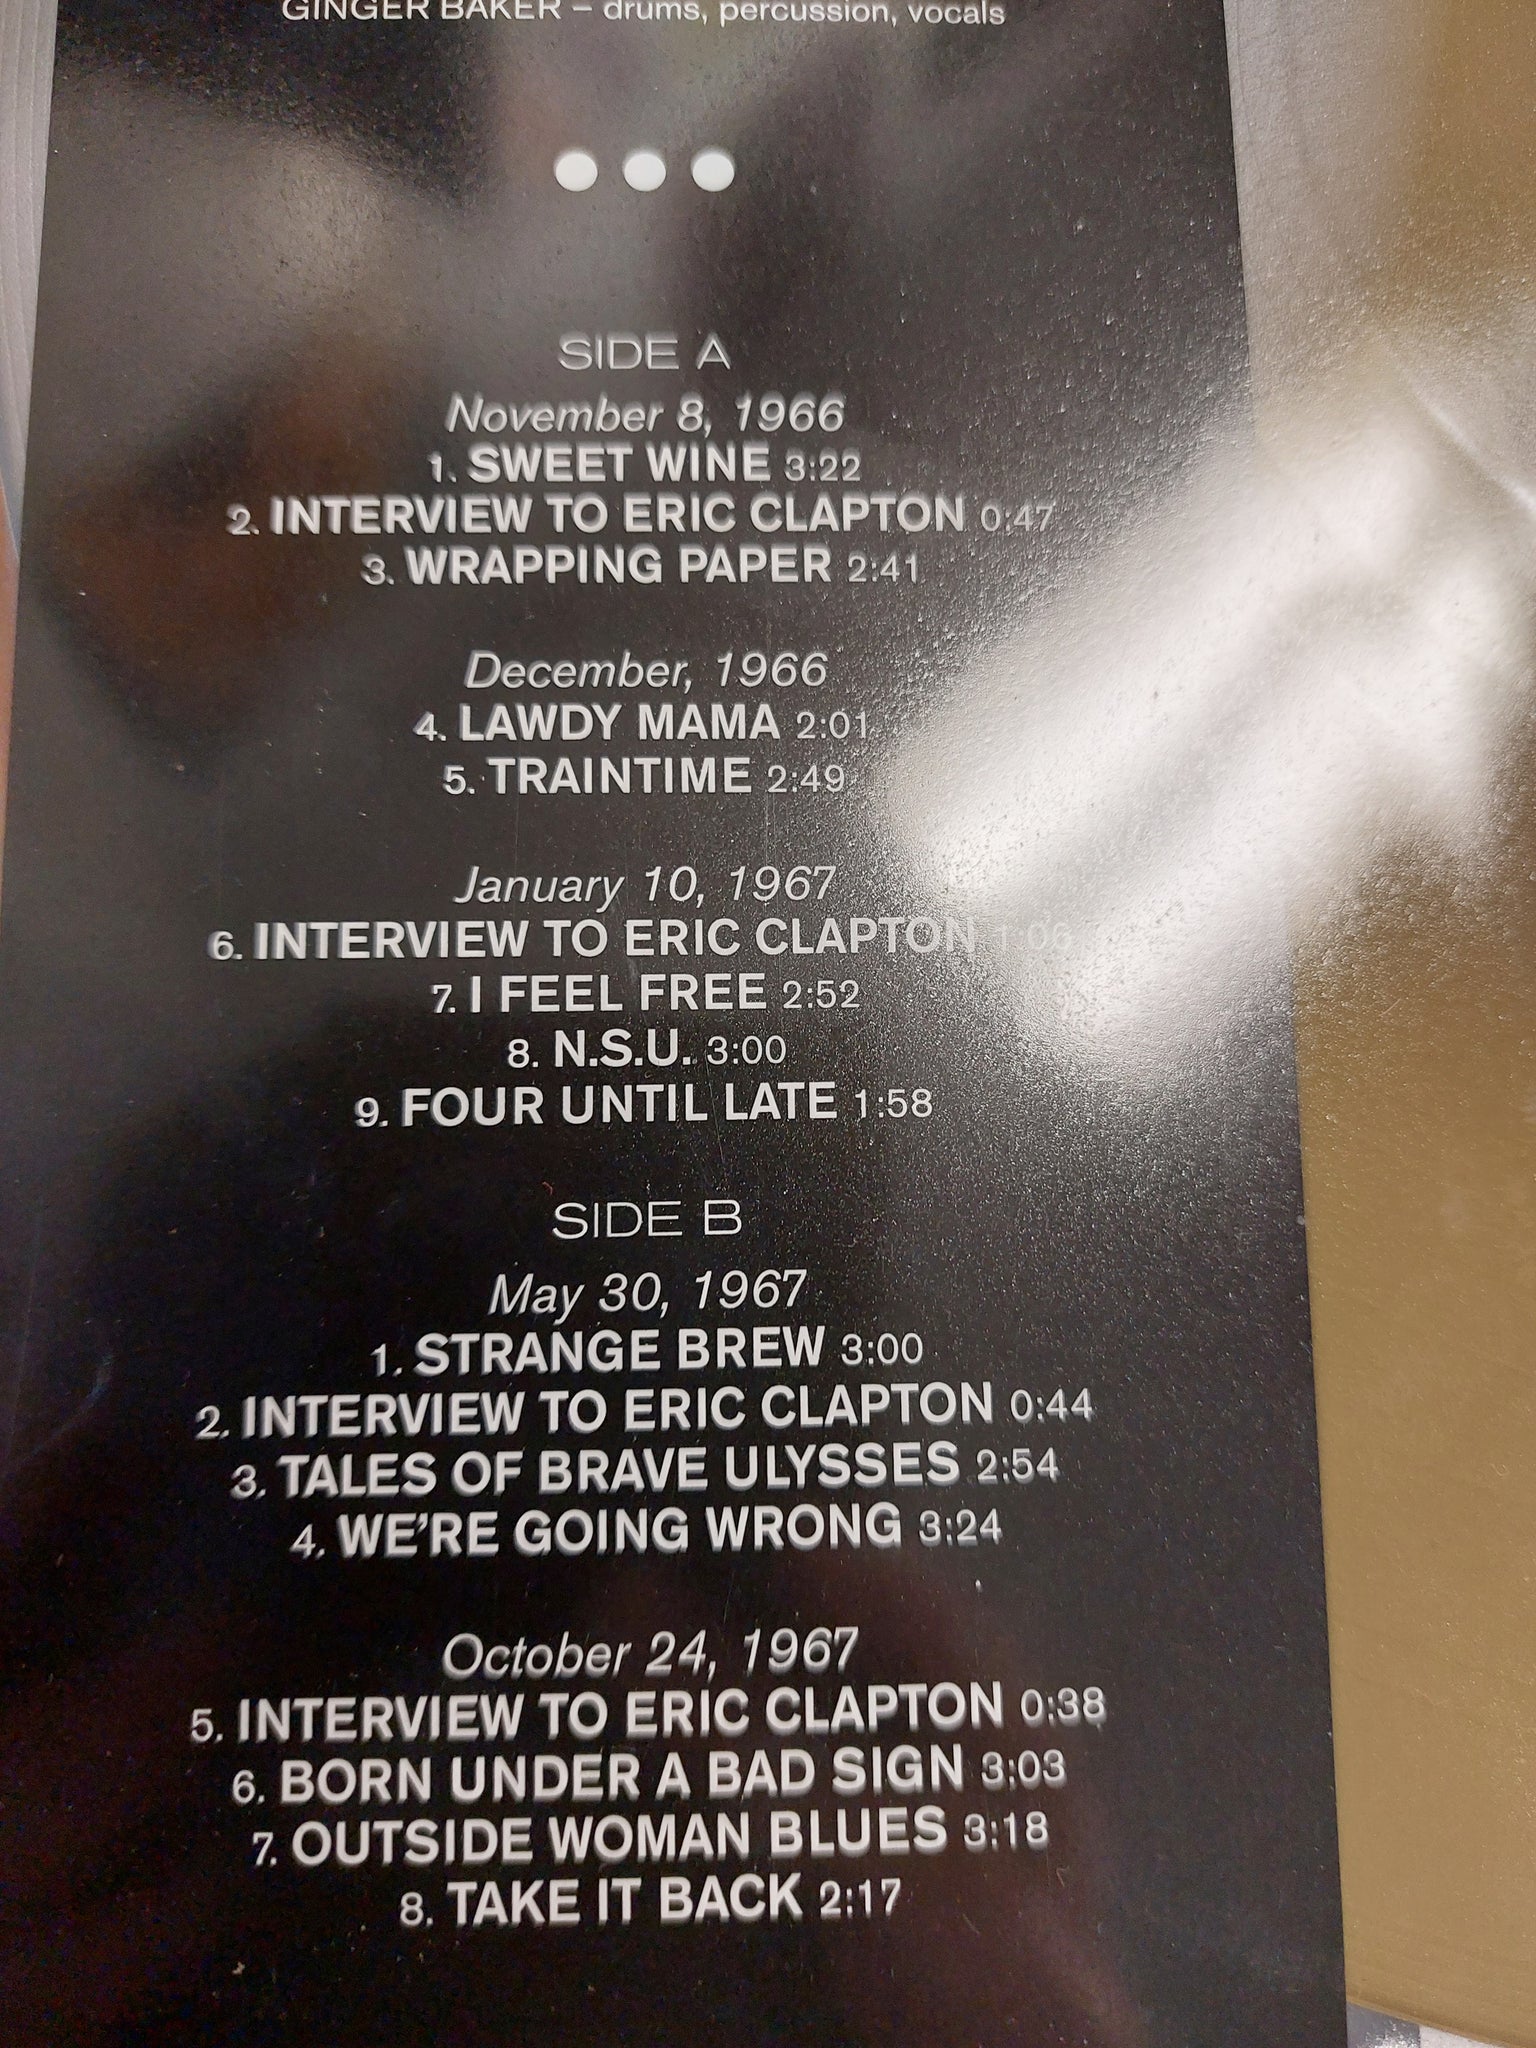 GINGER BAKER – drums, percussion, vocals
SIDE A
November 8, 1966
1. SWEET WINE 3:22
2. INTERVIEW TO ERIC CLAPTON 0:47
3. WRAPPING PAPER 2:41
December, 1966
4. LAWDY MAMA 2:01
5. TRAINTIME 2:49
January 10, 1967
6. INTERVIEW TO ERIC CLAPTON 1:06
7. I FEEL FREE 2:52
8. N.S.U. 3:00
9. FOUR UNTIL LATE 1:58
SIDE B
May 30, 1967
1. STRANGE BREW 3:00
2. INTERVIEW TO ERIC CLAPTON 0:44
3. TALES OF BRAVE ULYSSES 2:54
4. WE'RE GOING WRONG 3:24
October 24, 1967
5. INTERVIEW TO ERIC CLAPTON 0:38
6. BORN UNDER A BAD SIGN 3:03
7. OUTSIDE WOMAN BLUES 3:18
8. TAKE IT BACK 2:17